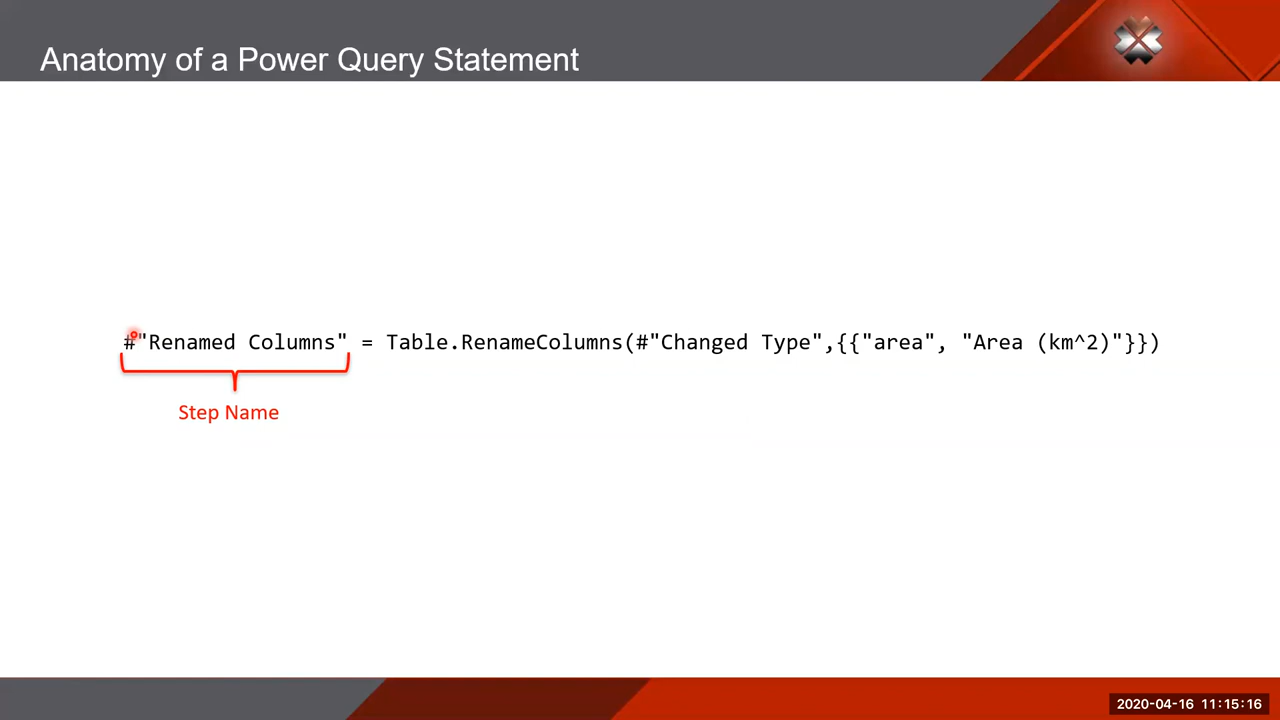 Anatomy of a Power Query Statement
#"Renamed Columns" = Table.RenameColumns(#"Changed Type",{{"area", "Area (km^2)"}})
Step Name
2020-04-16 11:15:16